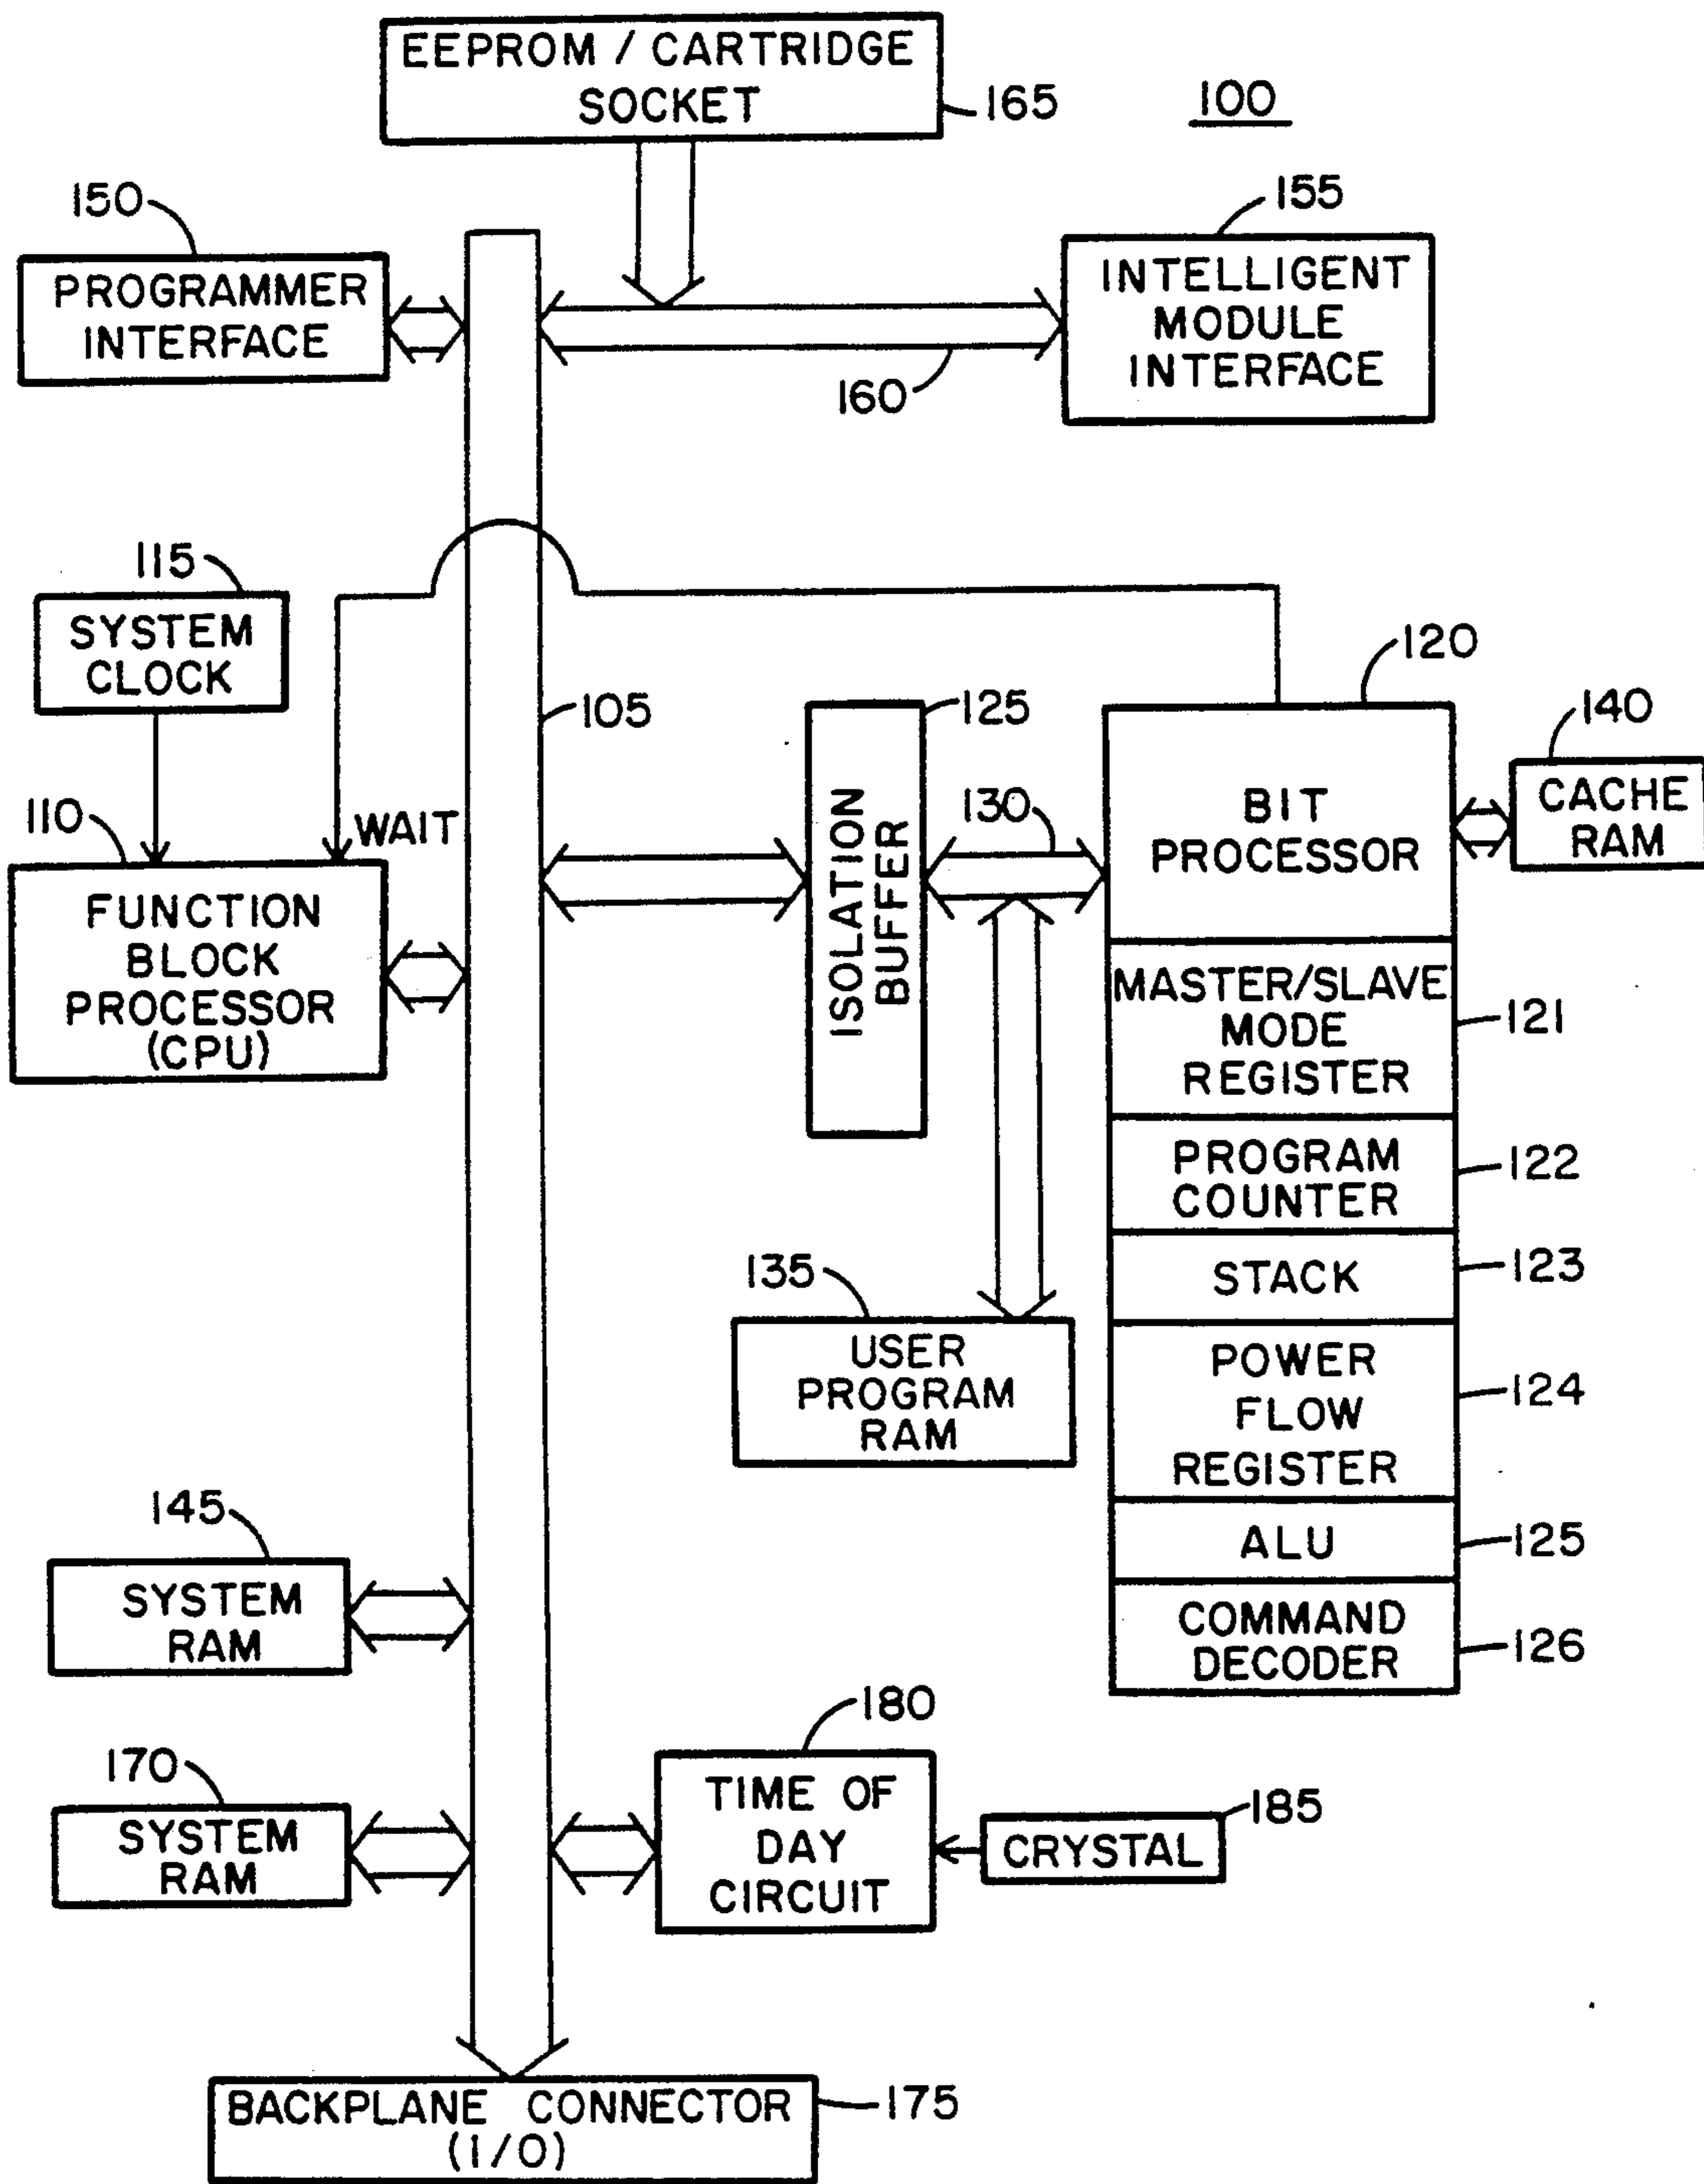 EEPROM / CARTRIDGE
SOCKET
165
100
150
155
PROGRAMMER
INTERFACE
INTELLIGENT
MODULE
INTERFACE
160
115
SYSTEM
CLOCK
120
105
125
140
110
WAIT
ISOLATION
BUFFER
130
BIT
PROCESSOR
CACHE
RAM
FUNCTION
BLOCK
PROCESSOR
(CPU)
MASTER/SLAVE
MODE
REGISTER
121
PROGRAM
COUNTER
122
STACK
123
135
USER
PROGRAM
RAM
POWER
FLOW
REGISTER
124
145
ALU
125
SYSTEM
RAM
COMMAND
DECODER
126
180
170
SYSTEM
RAM
TIME OF
DAY
CIRCUIT
185
CRYSTAL
BACKPLANE CONNECTOR
(I/O)
175